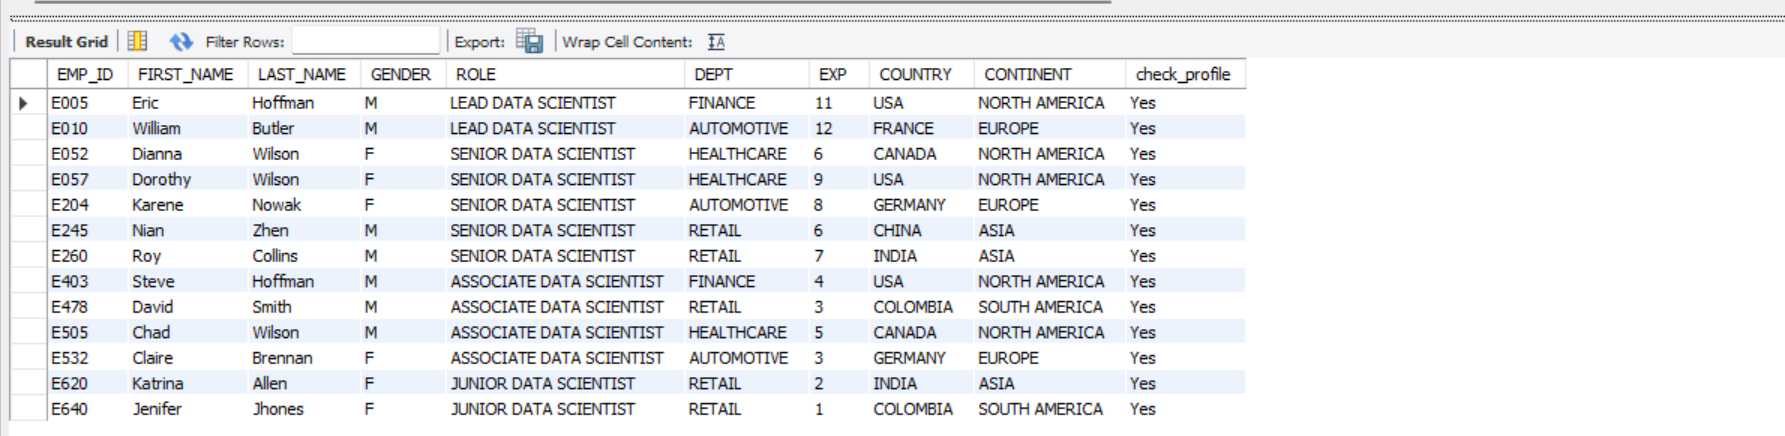 Result Grid Filter Rows: Export: Wrap Cell Content: IA
EMP_ID FIRST_NAME LAST_NAME GENDER ROLE DEPT EXP COUNTRY CONTINENT check_profile
E005 Eric Hoffman M LEAD DATA SCIENTIST FINANCE 11 USA NORTH AMERICA Yes
E010 William Butler M LEAD DATA SCIENTIST AUTOMOTIVE 12 FRANCE EUROPE Yes
E052 Dianna Wilson F SENIOR DATA SCIENTIST HEALTHCARE 6 CANADA NORTH AMERICA Yes
E057 Dorothy Wilson F SENIOR DATA SCIENTIST HEALTHCARE 9 USA NORTH AMERICA Yes
E204 Karene Nowak F SENIOR DATA SCIENTIST AUTOMOTIVE 8 GERMANY EUROPE Yes
E245 Nian Zhen M SENIOR DATA SCIENTIST RETAIL 6 CHINA ASIA Yes
E260 Roy Collins M SENIOR DATA SCIENTIST RETAIL 7 INDIA ASIA Yes
E403 Steve Hoffman M ASSOCIATE DATA SCIENTIST FINANCE 4 USA NORTH AMERICA Yes
E478 David Smith M ASSOCIATE DATA SCIENTIST RETAIL 3 COLOMBIA SOUTH AMERICA Yes
E505 Chad Wilson M ASSOCIATE DATA SCIENTIST HEALTHCARE 5 CANADA NORTH AMERICA Yes
E532 Claire Brennan F ASSOCIATE DATA SCIENTIST AUTOMOTIVE 3 GERMANY EUROPE Yes
E620 Katrina Allen F JUNIOR DATA SCIENTIST RETAIL 2 INDIA ASIA Yes
E640 Jenifer Jhones F JUNIOR DATA SCIENTIST RETAIL 1 COLOMBIA SOUTH AMERICA Yes